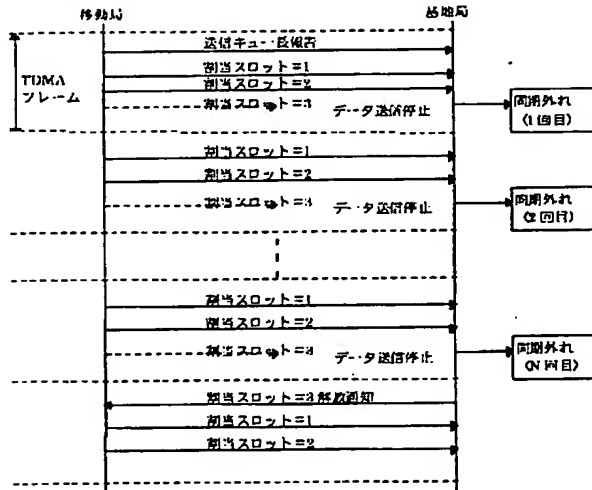 移動局
基地局
送信キュー長報告
割当スロット=1
割当スロット=2
割当スロット=3
データ送信停止
TDMA
フレーム
同期外れ
(1回目)
割当スロット=1
割当スロット=2
割当スロット=3
データ送信停止
同期外れ
(2回目)
割当スロット=1
割当スロット=2
割当スロット=3
データ送信停止
同期外れ
(N回目)
割当スロット=3 解放通知
割当スロット=1
割当スロット=2